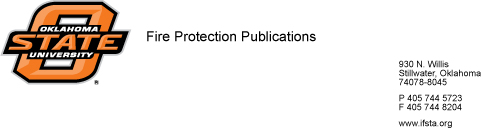 OKLAHOMA
STATE
UNIVERSITY
®
Fire Protection Publications
930 N. Willis
Stillwater, Oklahoma
74078-8045
P 405 744 5723
F 405 744 8204
www.ifsta.org